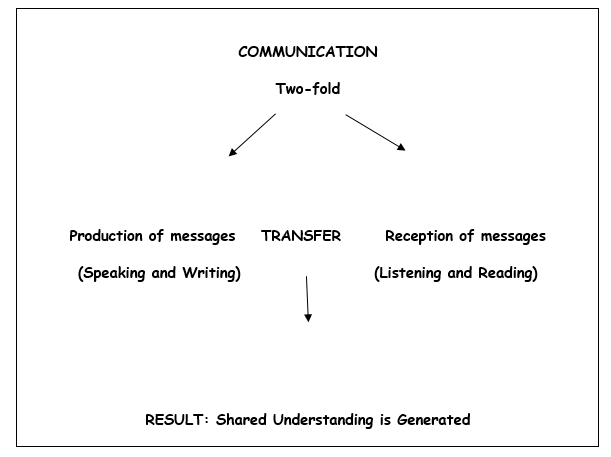 COMMUNICATION
Two-fold
Production of messages TRANSFER Reception of messages
(Speaking and Writing) (Listening and Reading)
RESULT: Shared Understanding is Generated